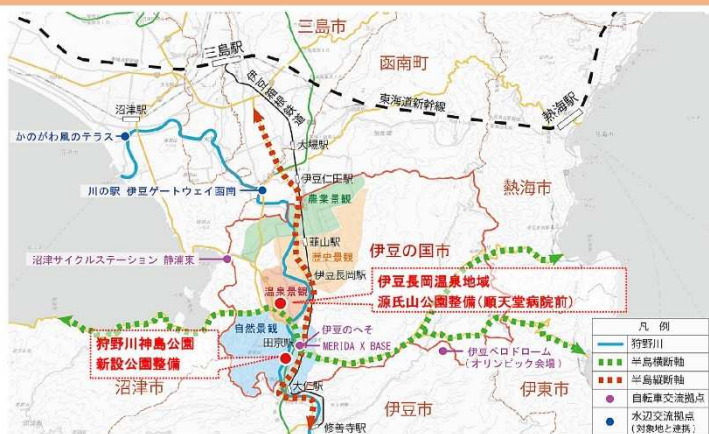 三島市
三島駅
函南町
伊豆箱根鉄道
東海道新幹線
熱海駅
沼津駅
かのがわ風のテラス
大場駅
熱海市
川の駅 伊豆ゲートウェイ函南
伊豆仁田駅
農業景観
韮山駅
伊豆の国市
沼津サイクルステーション 静浦東
歴史景観
伊豆長岡駅
温泉景観
伊豆長岡温泉地域
源氏山公園整備(順天堂病院前)
自然景観
伊豆のへそ
田京駅
MERIDA X BASE
狩野川神島公園
新設公園整備
伊豆ベロドローム
(オリンピック会場)
沼津市
大仁駅
伊豆市
伊東市
修善寺駅
凡 例
狩野川
半島横断軸
半島縦断軸
自転車交流拠点
水辺交流拠点
(対象地と連携)